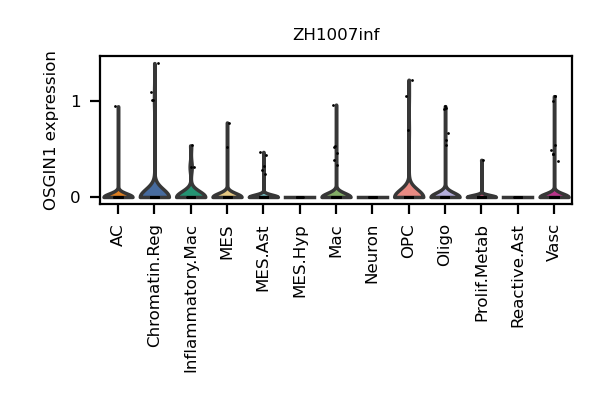 ZH1007inf
OSGIN1 expression
1
0
AC
Chromatin.Reg
Inflammatory.Mac
MES
MES.Ast
MES.Hyp
Mac
Neuron
OPC
Oligo
Prolif.Metab
Reactive.Ast
Vasc